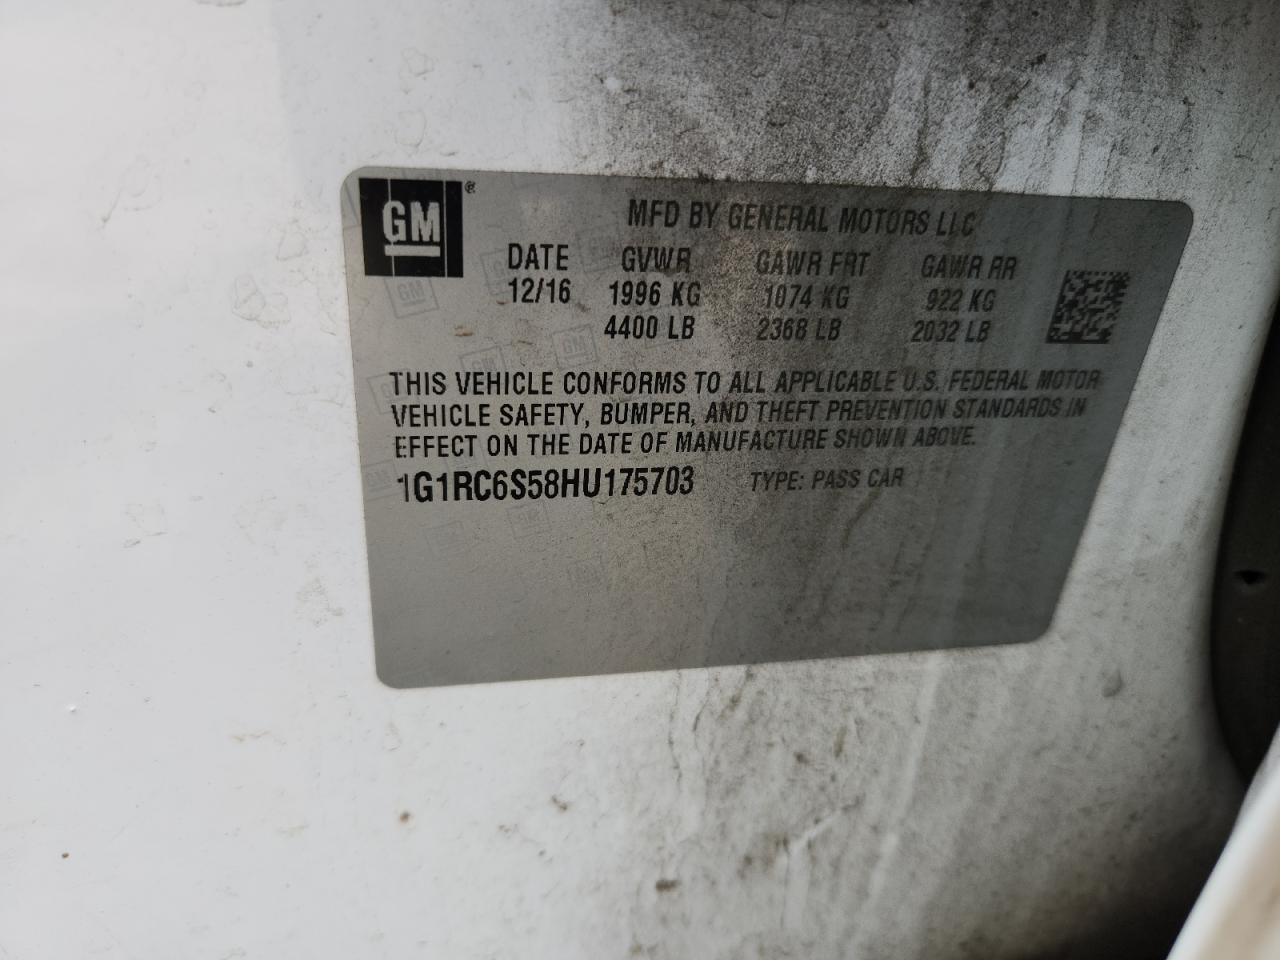 GM®
MFD BY GENERAL MOTORS LLC
DATE GVWR GAWR FRT GAWR RR
12/16 1996 KG 1074 KG 922 KG
4400 LB 2368 LB 2032 LB
THIS VEHICLE CONFORMS TO ALL APPLICABLE U.S. FEDERAL MOTOR
VEHICLE SAFETY, BUMPER, AND THEFT PREVENTION STANDARDS IN
EFFECT ON THE DATE OF MANUFACTURE SHOWN ABOVE.
1G1RC6S58HU175703 TYPE: PASS CAR